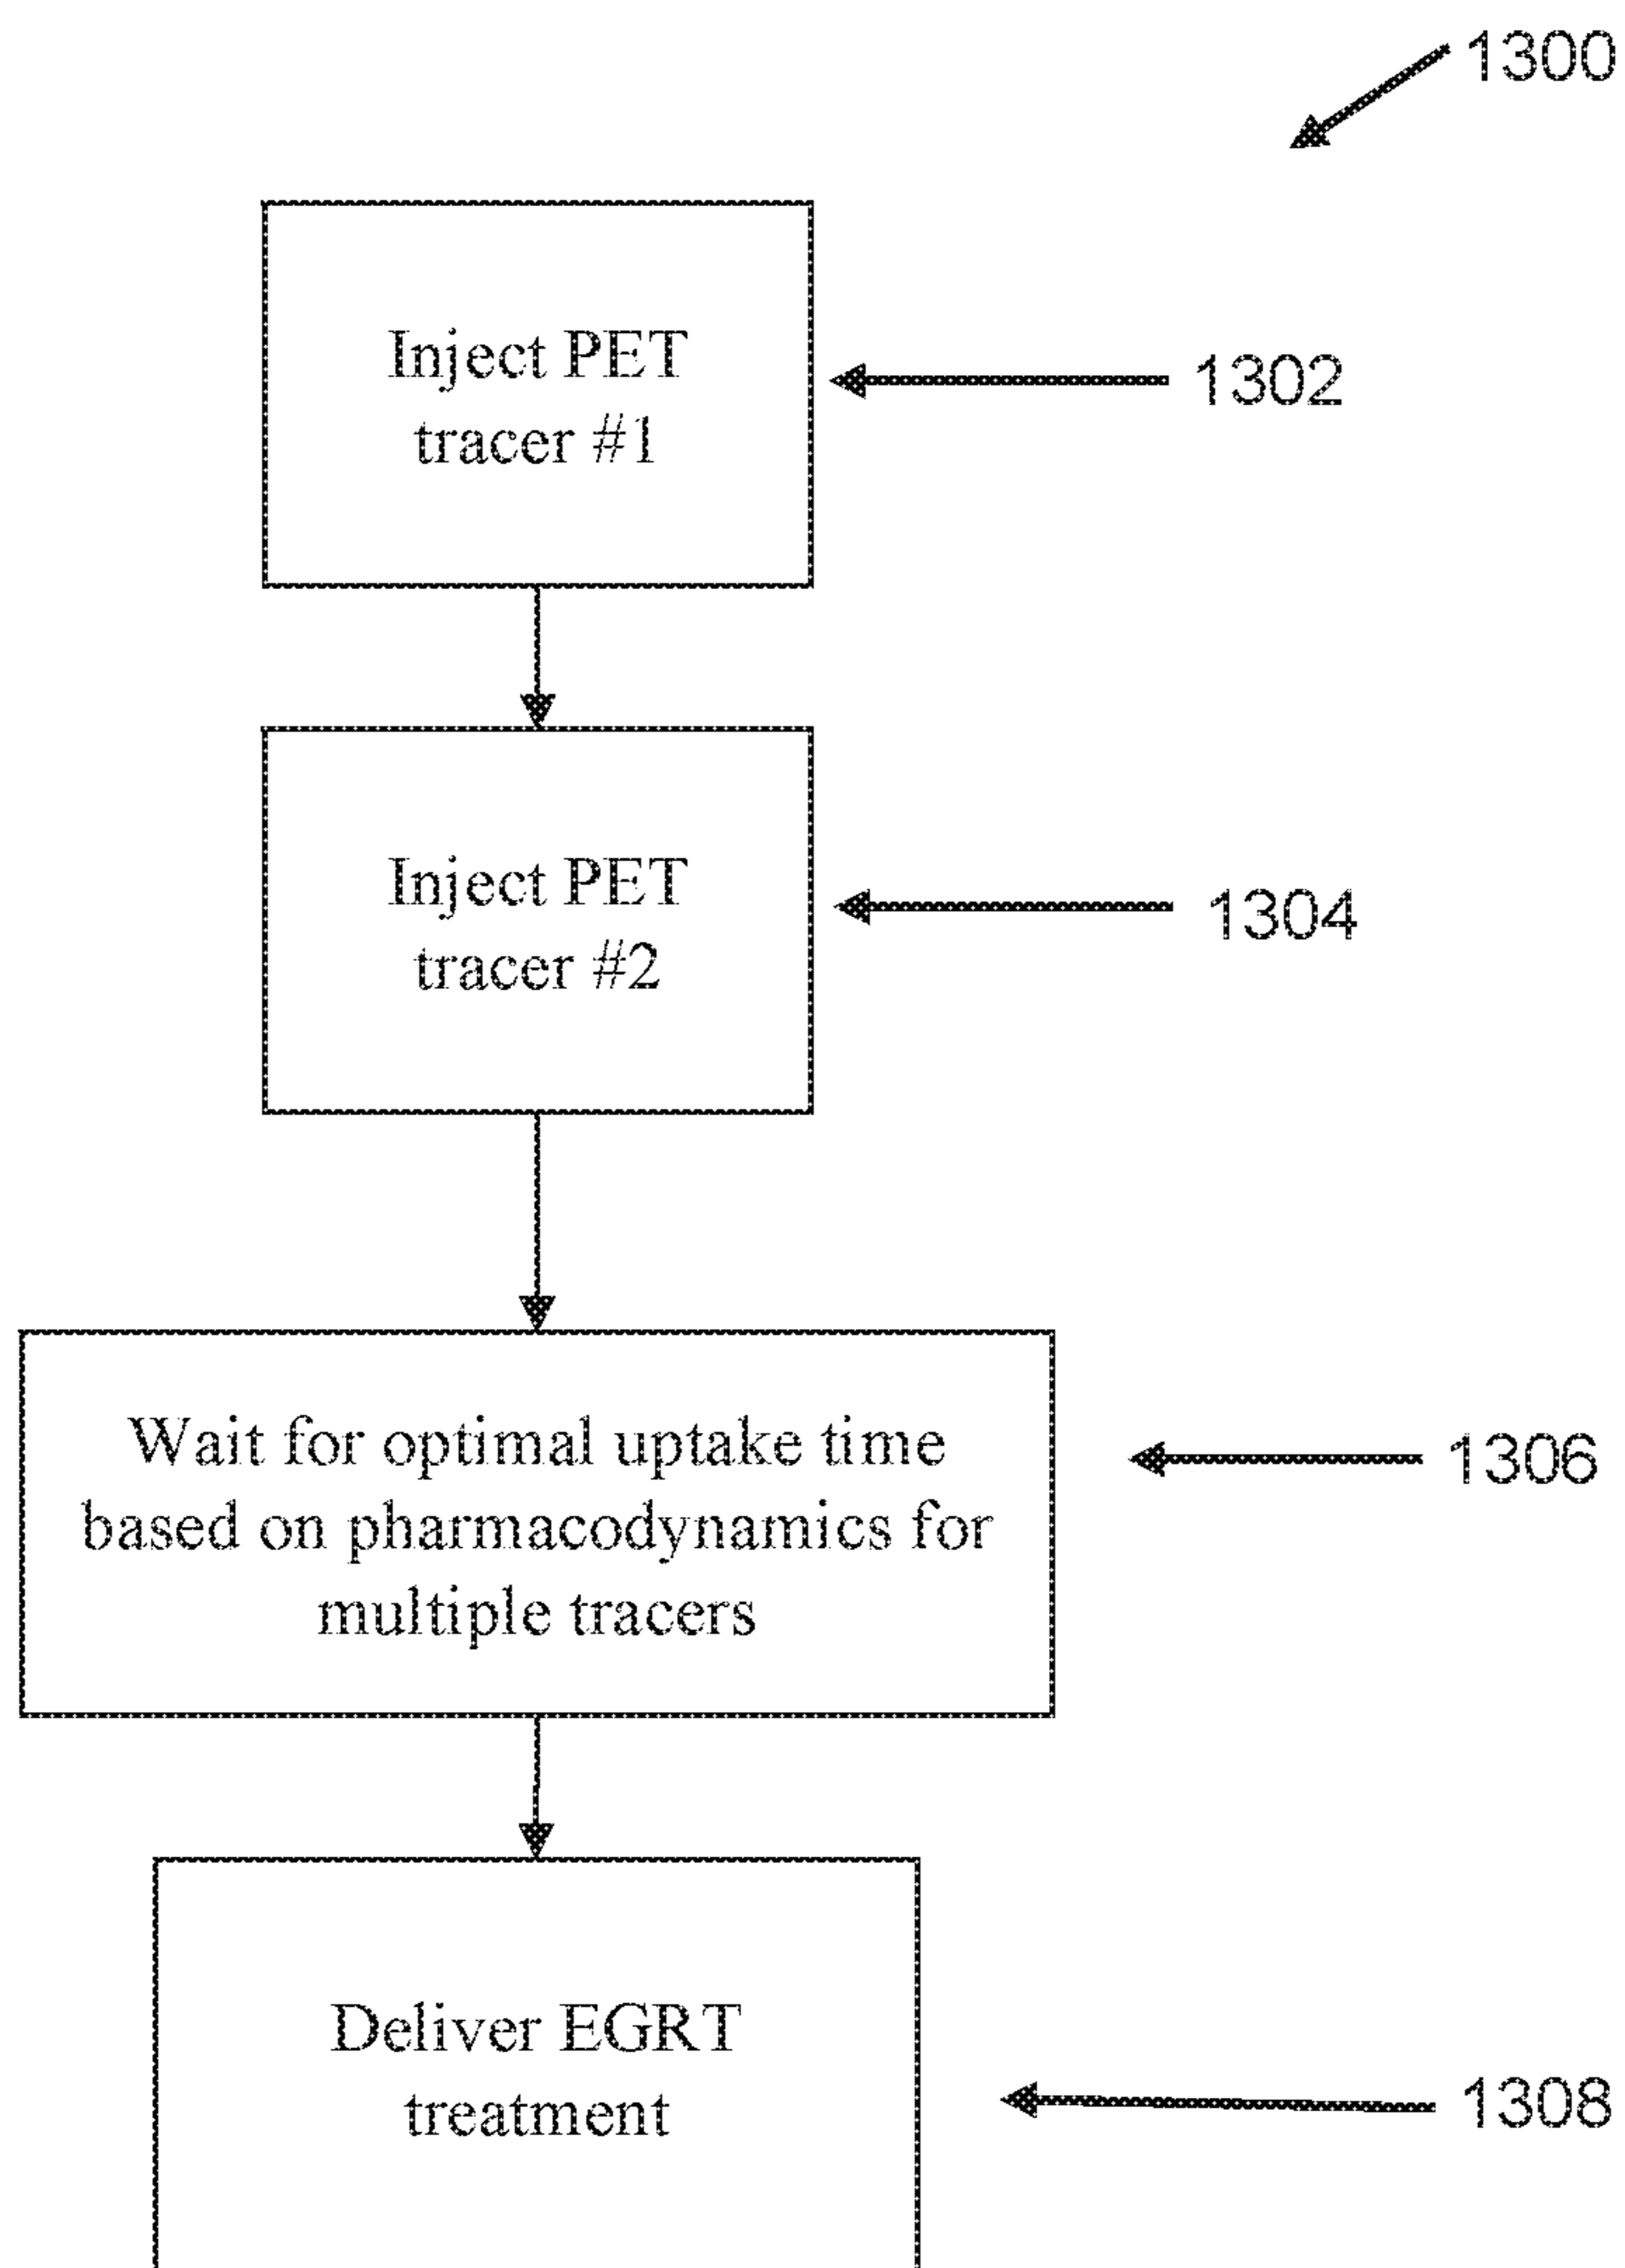 1300
Inject PET
tracer #1
1302
Inject PET
tracer #2
1304
Wait for optimal uptake time
based on pharmacodynamics for
multiple tracers
1306
Deliver EGRT
treatment
1308